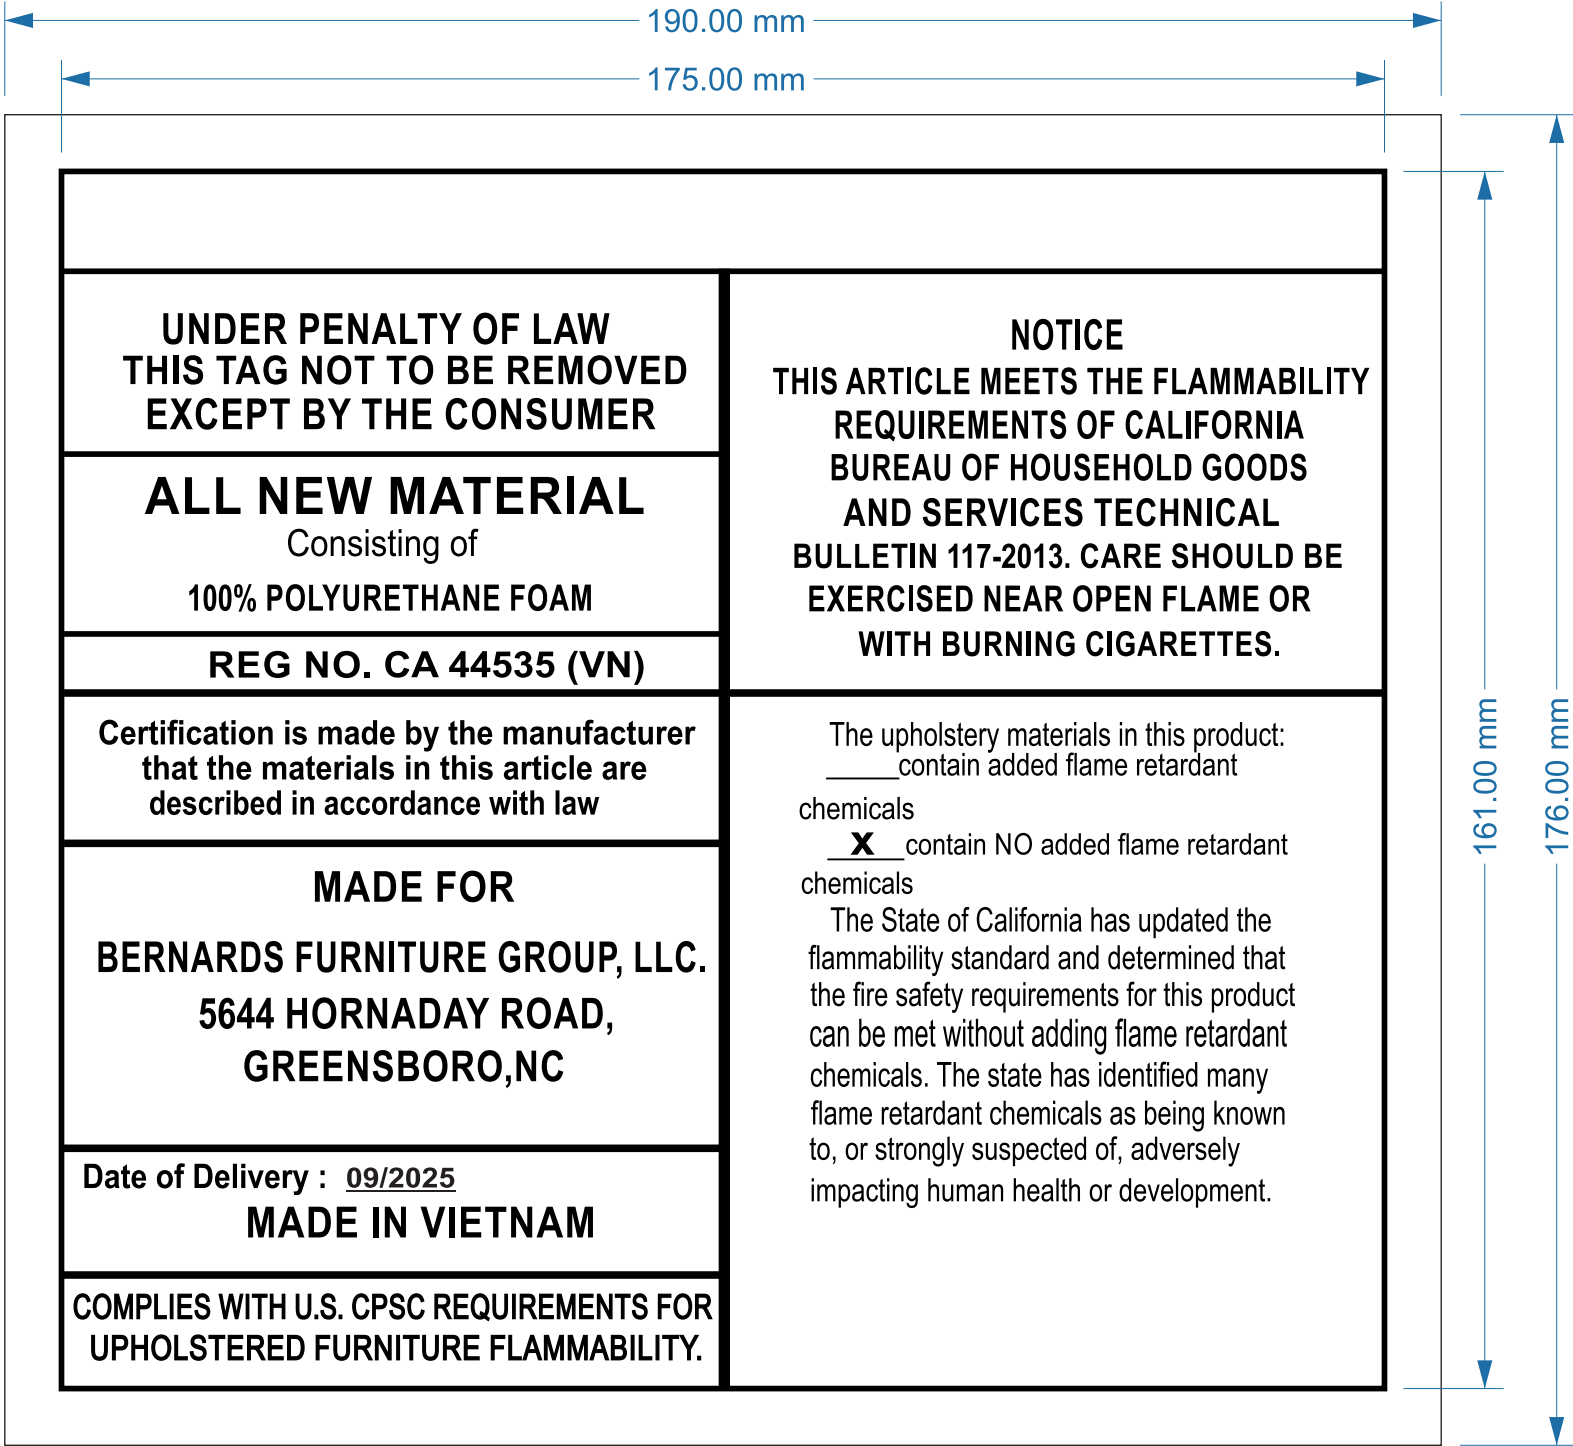 190.00 mm
175.00 mm
UNDER PENALTY OF LAW
THIS TAG NOT TO BE REMOVED
EXCEPT BY THE CONSUMER
ALL NEW MATERIAL
Consisting of
100% POLYURETHANE FOAM
REG NO. CA 44535 (VN)
Certification is made by the manufacturer
that the materials in this article are
described in accordance with law
MADE FOR
BERNARDS FURNITURE GROUP, LLC.
5644 HORNADAY ROAD,
GREENSBORO,NC
Date of Delivery : 09/2025
MADE IN VIETNAM
COMPLIES WITH U.S. CPSC REQUIREMENTS FOR
UPHOLSTERED FURNITURE FLAMMABILITY.
NOTICE
THIS ARTICLE MEETS THE FLAMMABILITY
REQUIREMENTS OF CALIFORNIA
BUREAU OF HOUSEHOLD GOODS
AND SERVICES TECHNICAL
BULLETIN 117-2013. CARE SHOULD BE
EXERCISED NEAR OPEN FLAME OR
WITH BURNING CIGARETTES.
The upholstery materials in this product:
_____contain added flame retardant
chemicals
__X__contain NO added flame retardant
chemicals
The State of California has updated the
flammability standard and determined that
the fire safety requirements for this product
can be met without adding flame retardant
chemicals. The state has identified many
flame retardant chemicals as being known
to, or strongly suspected of, adversely
impacting human health or development.
161.00 mm
176.00 mm